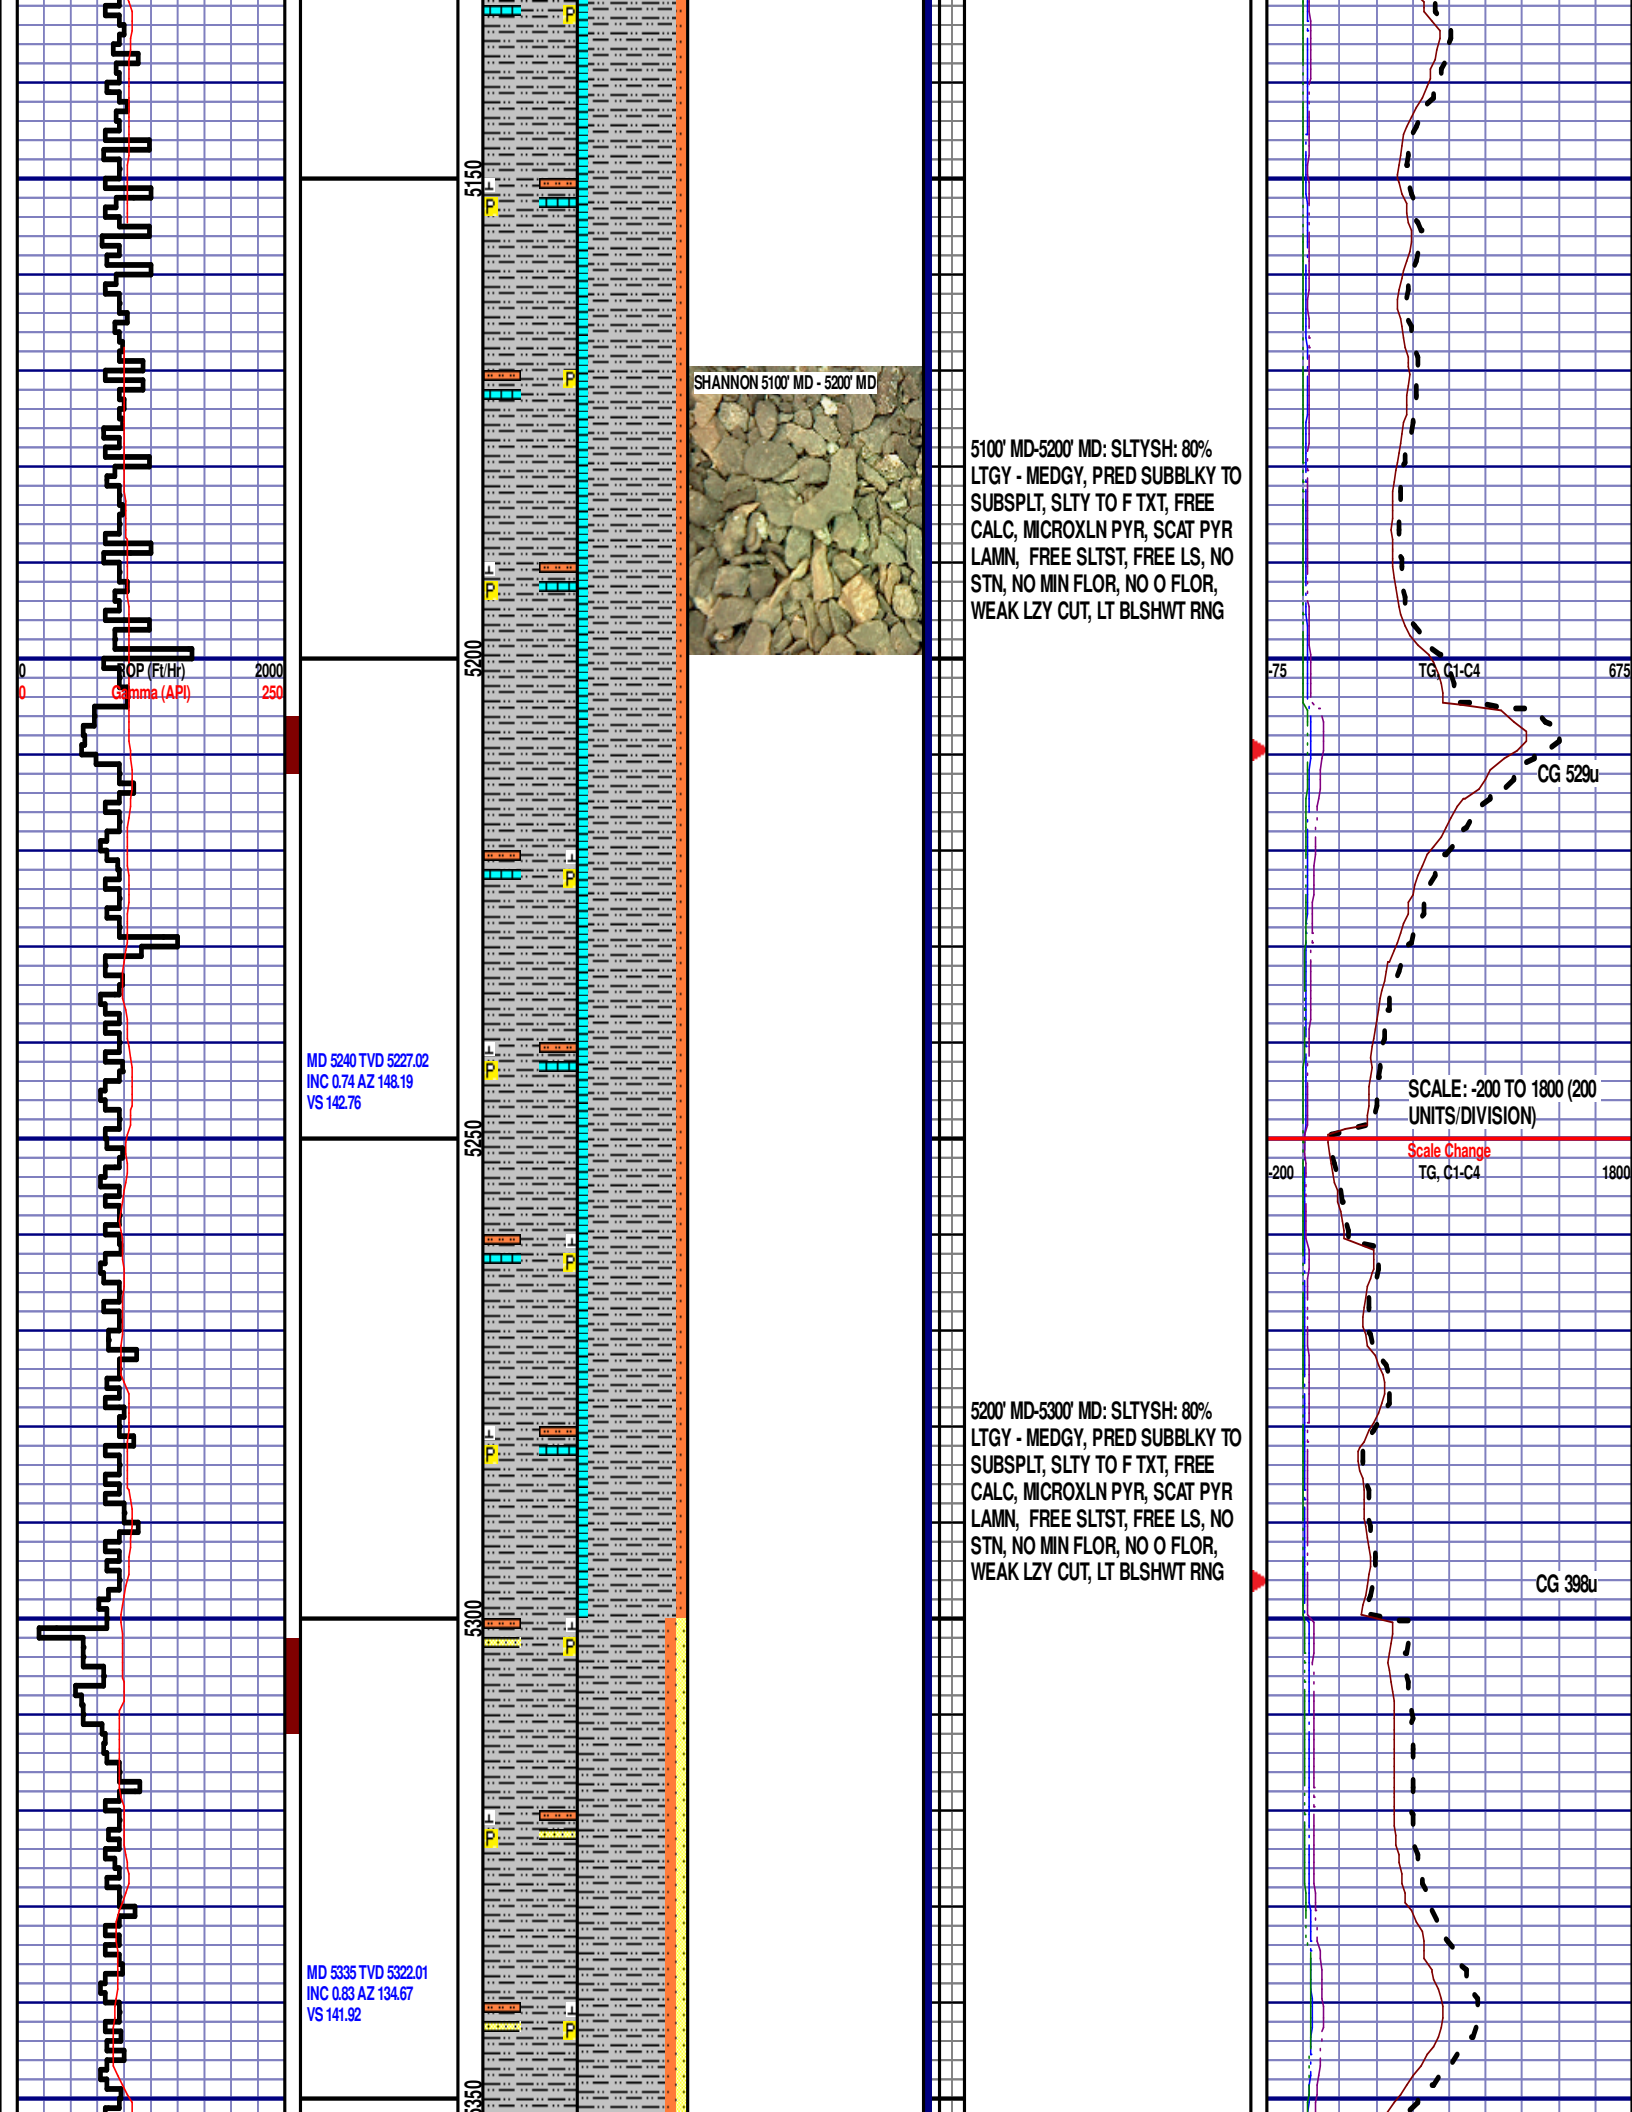 P
5150
⊥
P
P
SHANNON 5100' MD - 5200' MD
5100' MD-5200' MD: SLTYSH: 80%
LTGY - MEDGY, PRED SUBBLKY TO
SUBSPLT, SLTY TO F TXT, FREE
CALC, MICROXLN PYR, SCAT PYR
LAMN, FREE SLTST, FREE LS, NO
STN, NO MIN FLOR, NO O FLOR,
WEAK LZY CUT, LT BLSHWT RNG
⊥
P
5200
0 ROP (Ft/Hr) 2000
0 Gamma (API) 250
-75 TG, C1-C4 675
CG 529u
⊥
P
⊥
P
MD 5240 TVD 5227.02
INC 0.74 AZ 148.19
VS 142.76
SCALE: -200 TO 1800 (200
UNITS/DIVISION)
5250
Scale Change
-200 TG, C1-C4 1800
⊥
P
5200' MD-5300' MD: SLTYSH: 80%
LTGY - MEDGY, PRED SUBBLKY TO
SUBSPLT, SLTY TO F TXT, FREE
CALC, MICROXLN PYR, SCAT PYR
LAMN, FREE SLTST, FREE LS, NO
STN, NO MIN FLOR, NO O FLOR,
WEAK LZY CUT, LT BLSHWT RNG
⊥
P
CG 398u
5300
⊥
P
⊥
P
MD 5335 TVD 5322.01
INC 0.83 AZ 134.67
VS 141.92
⊥
P
5350